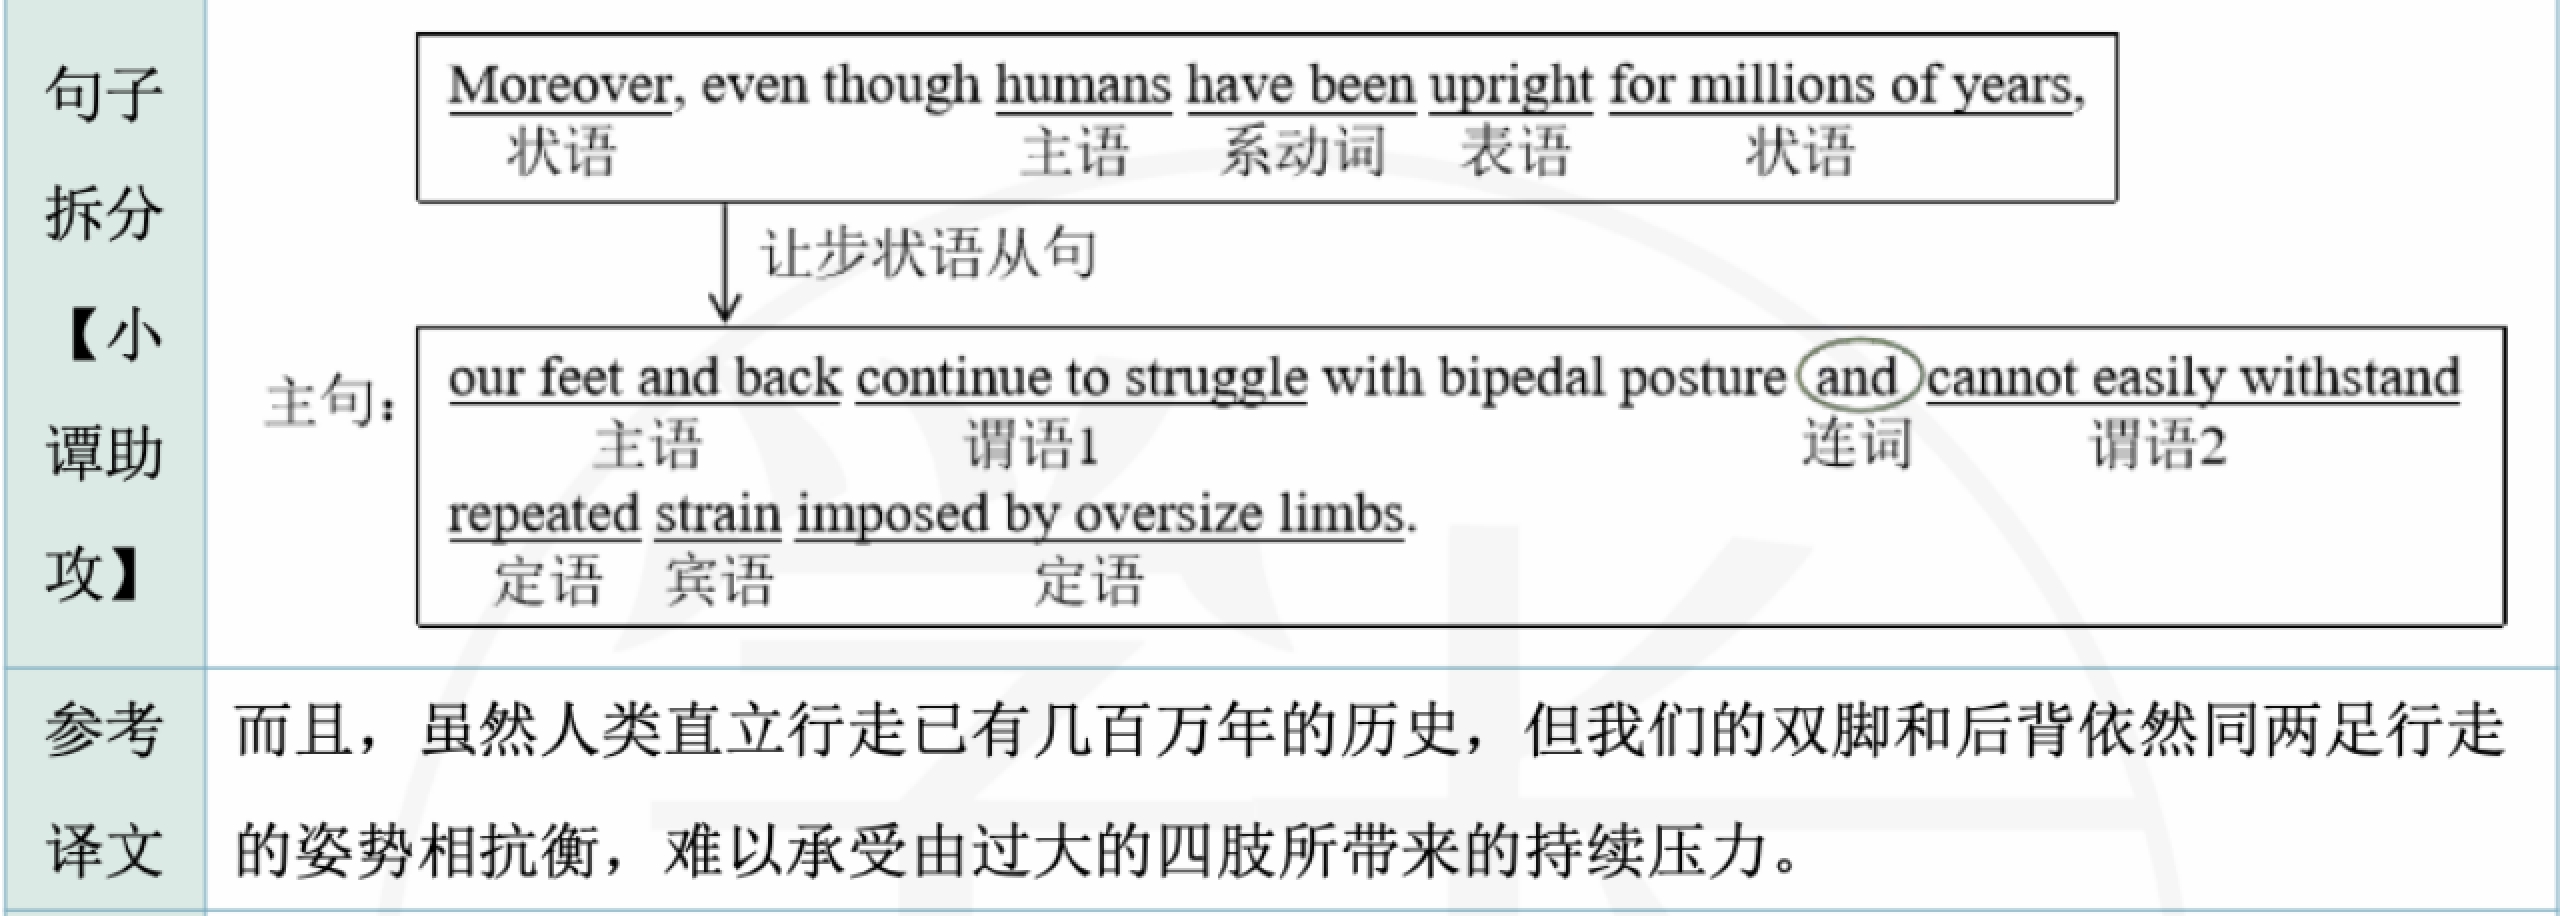 句子
拆分
【小
谭助
攻】
Moreover, even though humans have been upright for millions of years,
状语 主语 系动词 表语 状语
让步状语从句
主句:
our feet and back continue to struggle with bipedal posture and cannot easily withstand
主语 谓语1 连词 谓语2
repeated strain imposed by oversize limbs.
定语 宾语 定语
参考
译文
而且，虽然人类直立行走已有几百万年的历史，但我们的双脚和后背依然同两足行走
的姿势相抗衡，难以承受由过大的四肢所带来的持续压力。